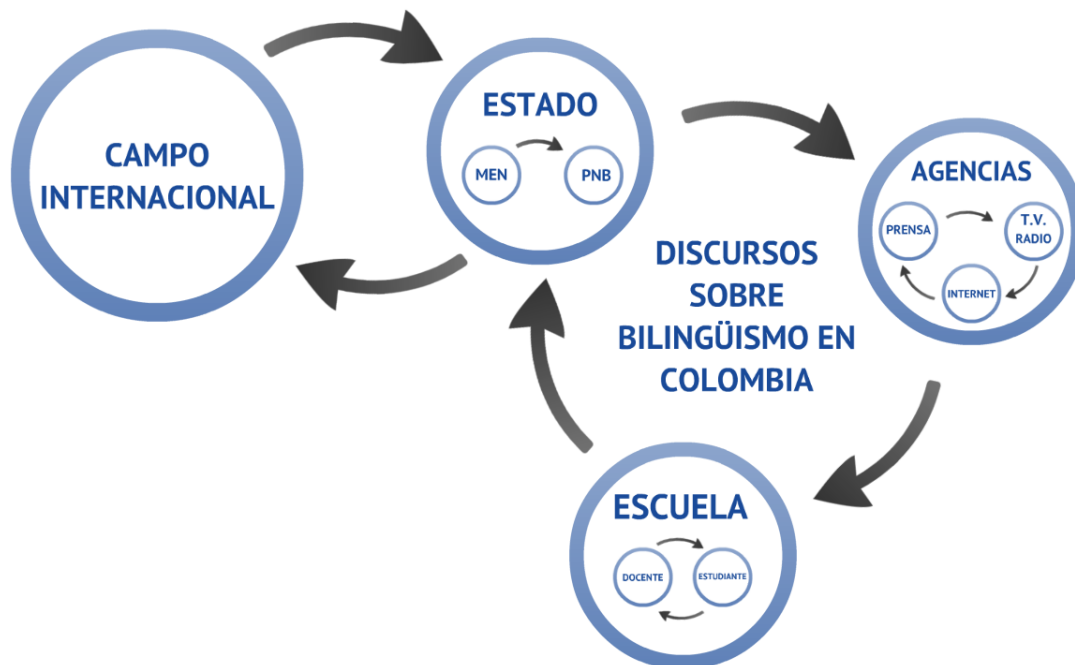 CAMPO
INTERNACIONAL
ESTADO
MEN
PNB
AGENCIAS
PRENSA
T.V.
RADIO
INTERNET
DISCURSOS
SOBRE
BILINGÜISMO EN
COLOMBIA
ESCUELA
DOCENTE
ESTUDIANTE